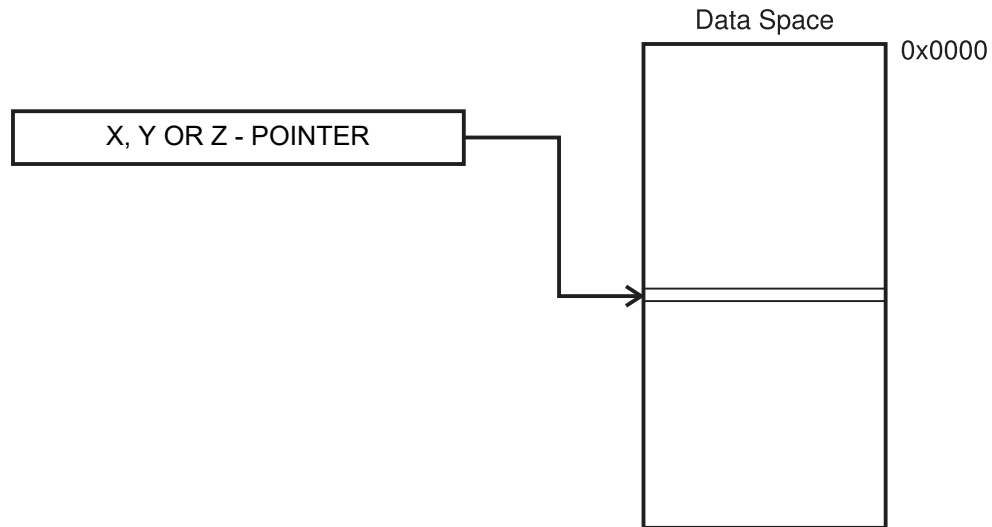 Data Space
0x0000
X, Y OR Z - POINTER